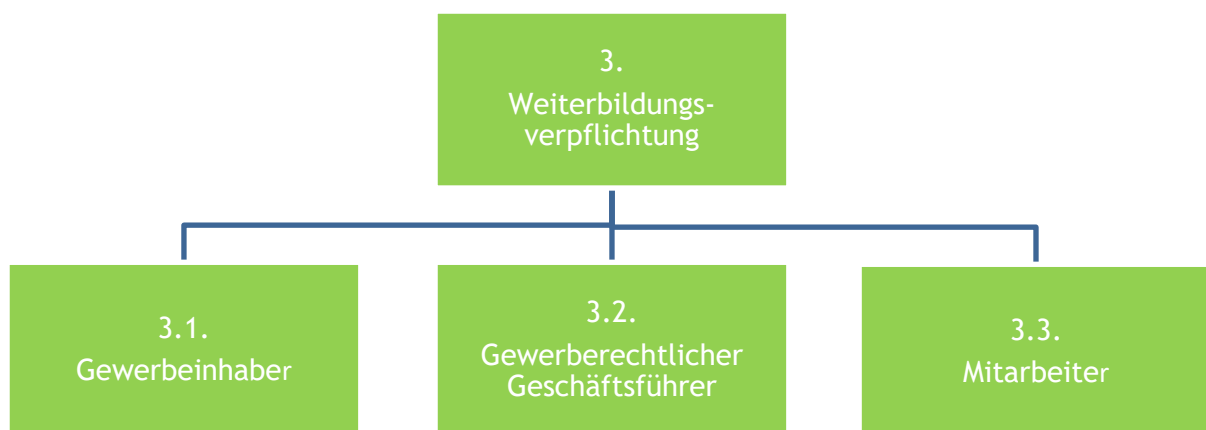 3.
Weiterbildungs-
verpflichtung
3.1.
Gewerbeinhaber
3.2.
Gewerberechtlicher
Geschäftsführer
3.3.
Mitarbeiter